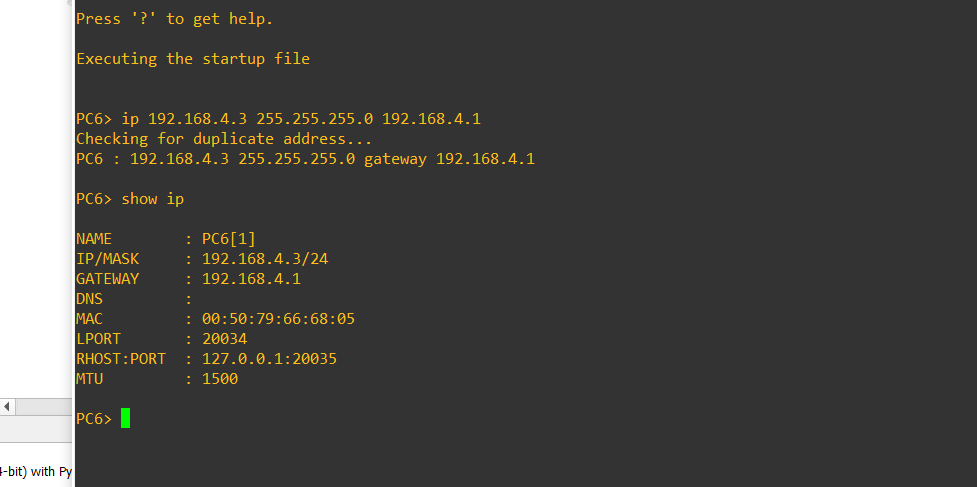 Press '?' to get help.
Executing the startup file
PC6> ip 192.168.4.3 255.255.255.0 192.168.4.1
Checking for duplicate address...
PC6 : 192.168.4.3 255.255.255.0 gateway 192.168.4.1
PC6> show ip
NAME        : PC6[1]
IP/MASK     : 192.168.4.3/24
GATEWAY     : 192.168.4.1
DNS         :
MAC         : 00:50:79:66:68:05
LPORT       : 20034
RHOST:PORT  : 127.0.0.1:20035
MTU         : 1500
PC6>
-bit) with Py